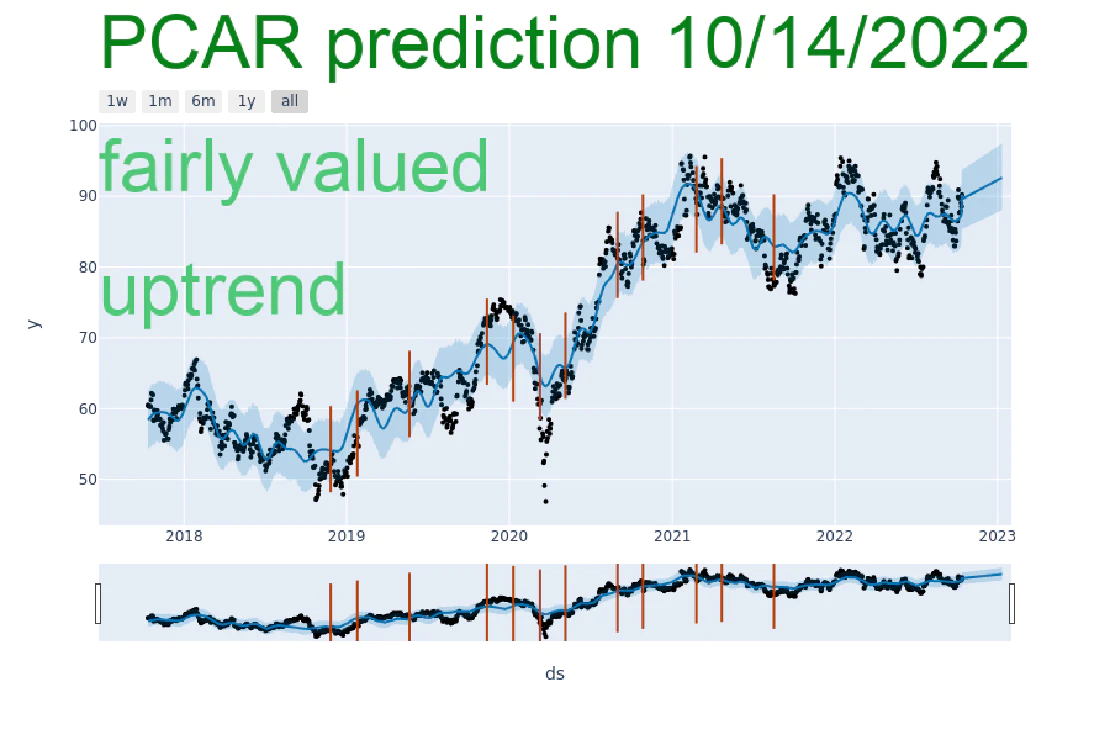 PCAR prediction 10/14/2022
1w 1m 6m 1y all
100
fairly valued
90
80
uptrend
y
70
60
50
2018 2019 2020 2021 2022 2023
ds